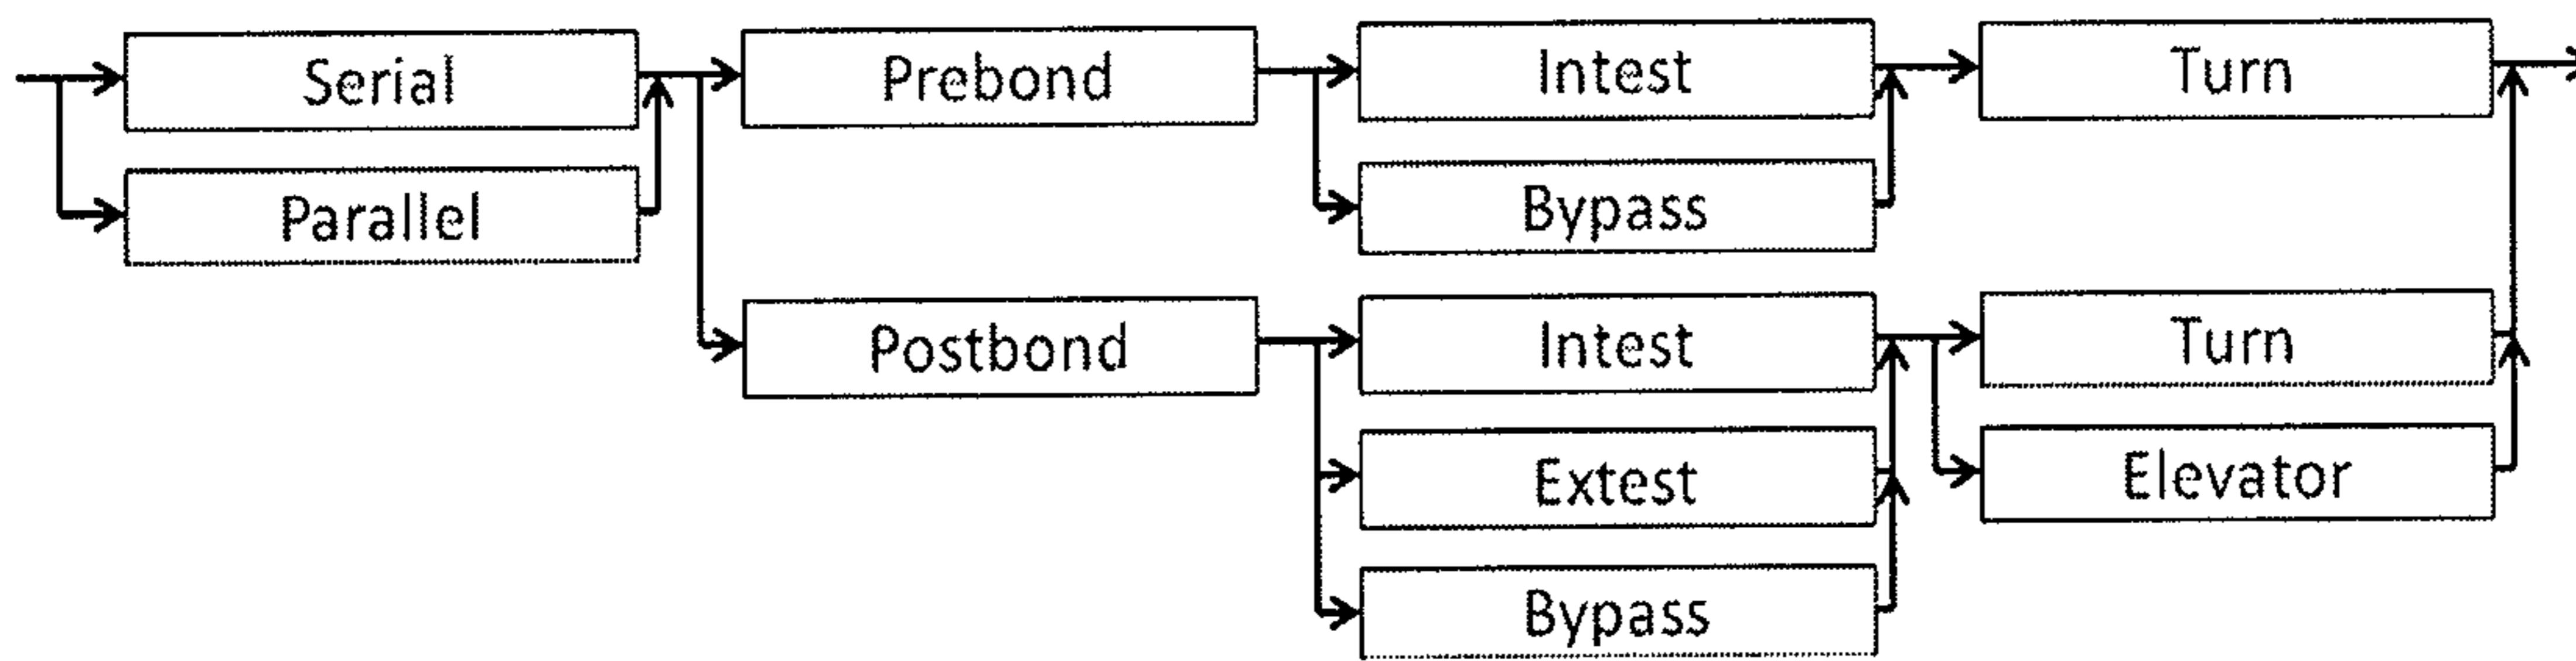 Serial
Prebond
Intest
Turn
Parallel
Bypass
Postbond
Intest
Turn
Extest
Elevator
Bypass